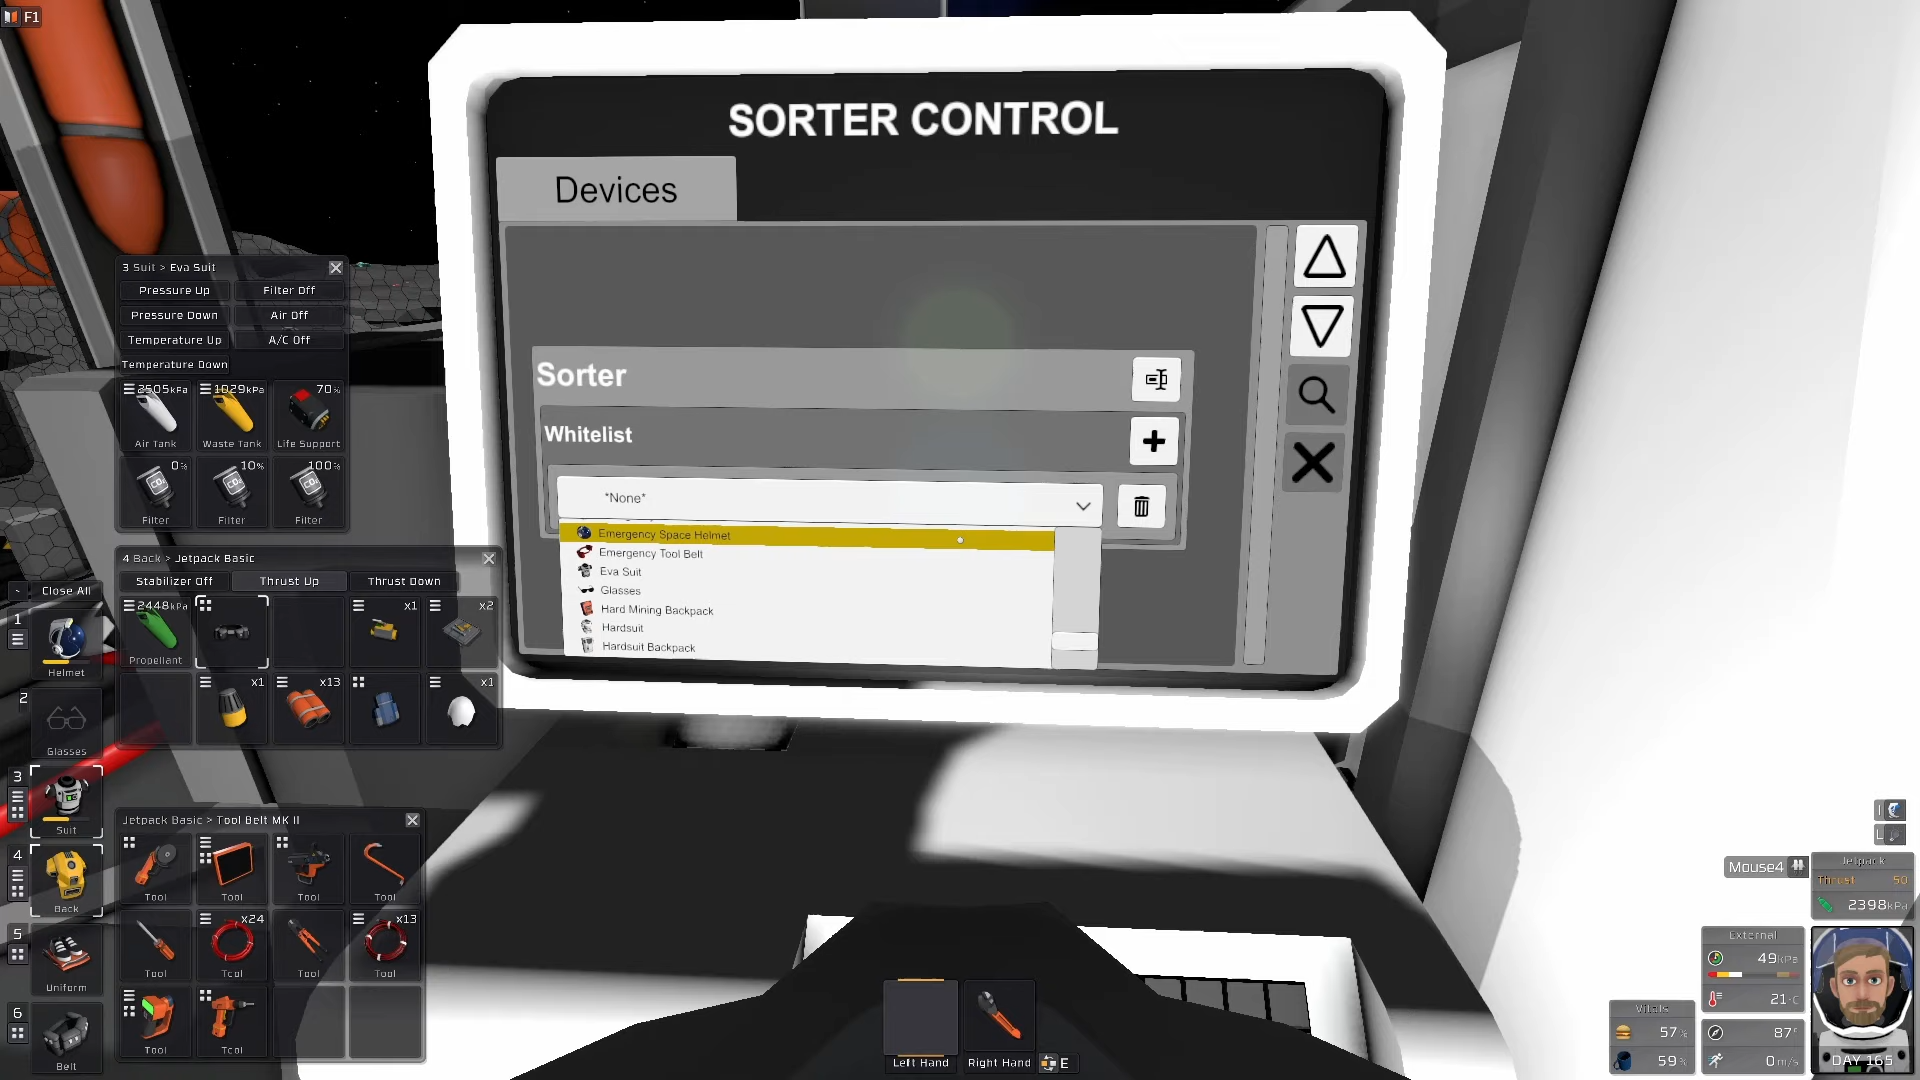 F1
SORTER CONTROL
Devices
Sorter
Whitelist
*None*
Emergency Space Helmet
Emergency Tool Belt
Eva Suit
Glasses
Hard Mining Backpack
Hardsuit
Hardsuit Backpack
3 Suit > Eva Suit
Pressure Up
Filter Off
Pressure Down
Air Off
Temperature Up
A/C Off
Temperature Down
2505kPa
1029kPa
70%
Air Tank
Waste Tank
Life Support
0%
10%
100%
Filter
Filter
Filter
4 Back > Jetpack Basic
Stabilizer Off
Thrust Up
Thrust Down
2448kPa
x1
x2
Propellant
x1
x13
x1
~
Close All
1
Helmet
2
Glasses
3
Suit
4
Back
5
Uniform
6
Belt
Jetpack Basic > Tool Belt MK II
Tool
Tool
Tool
Tool
x24
x13
Tool
Tool
Tool
Tool
Tool
Tool
Left Hand
Right Hand
E
Mouse4
Jetpack
Thrust 50
2398kPa
External
49kPa
21°C
Vitals
57%
59%
87°
0m/s
DAY 165